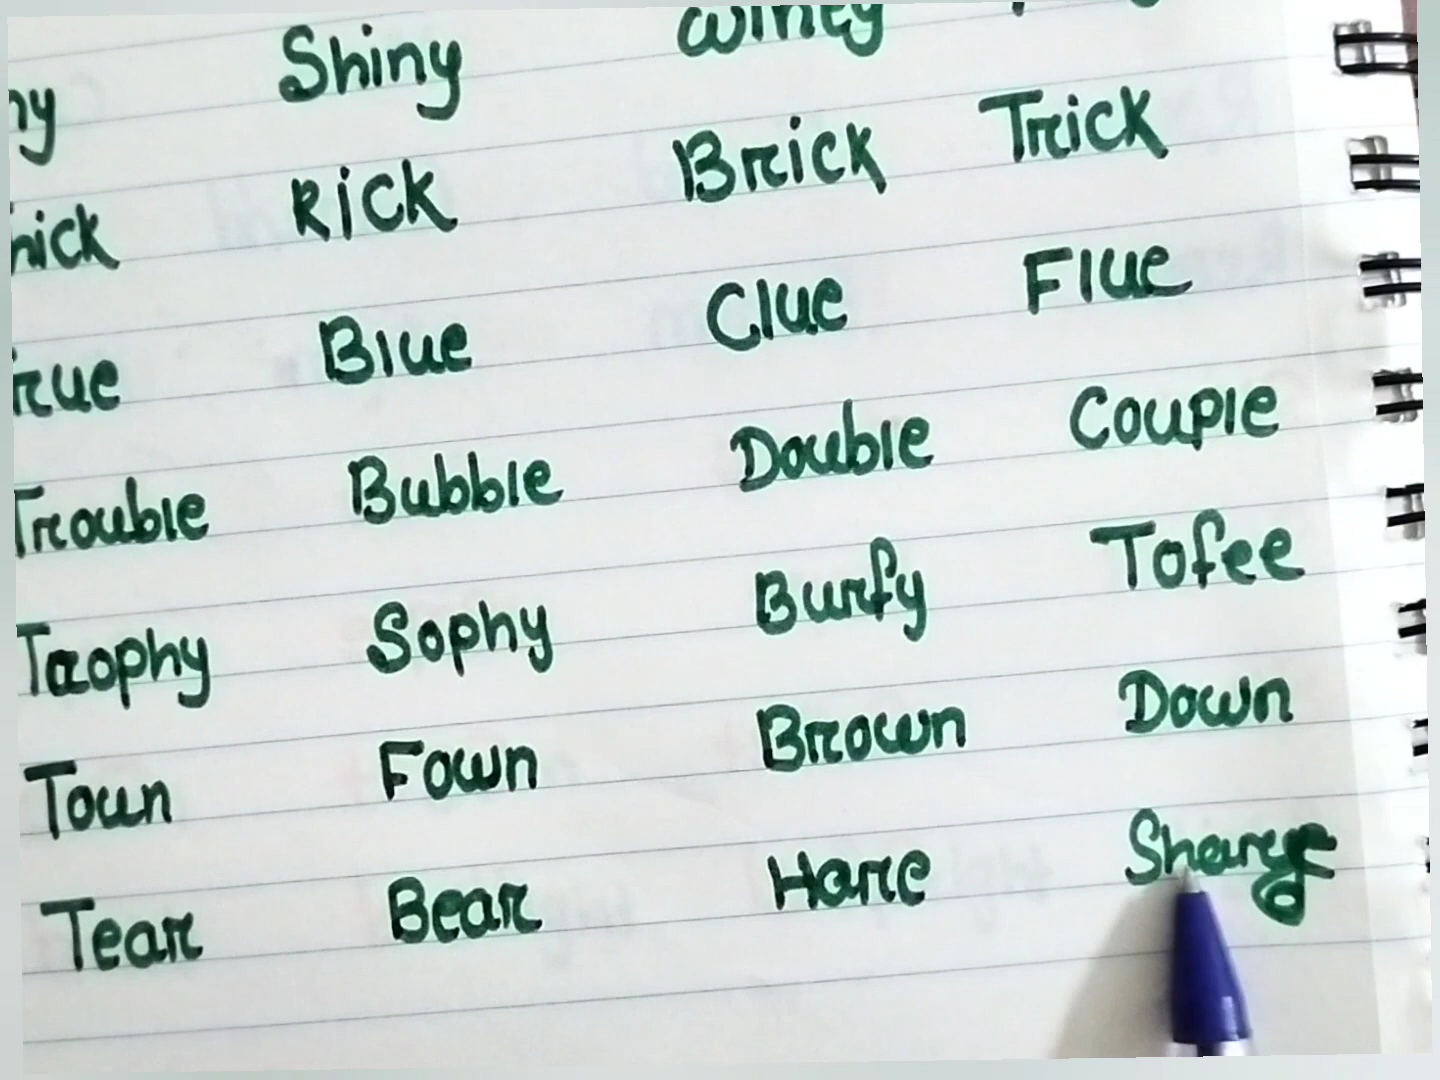 Shiny
Rick Brick Trick
Blue Clue Flue
Trouble Bubble Double Couple
Trophy Sophy Burfy Tofee
Town Fown Brown Down
Tear Bear Hare